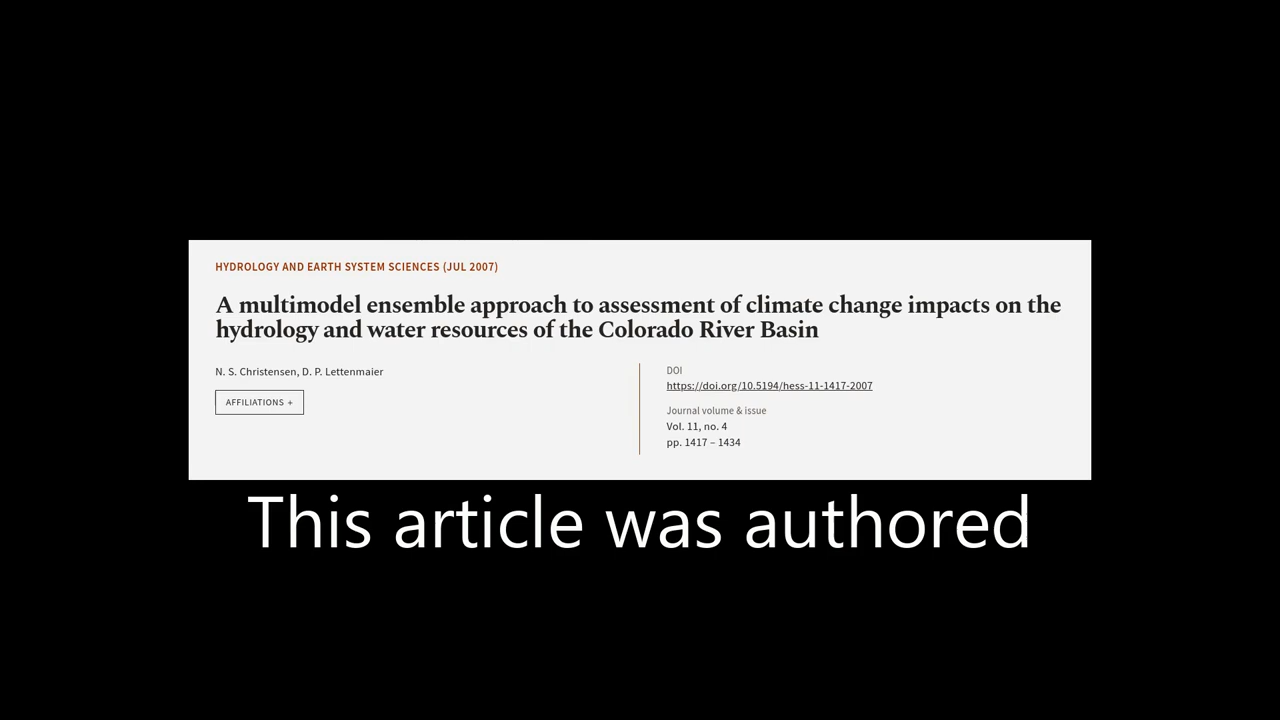 HYDROLOGY AND EARTH SYSTEM SCIENCES (JUL 2007)
A multimodel ensemble approach to assessment of climate change impacts on the
hydrology and water resources of the Colorado River Basin
N. S. Christensen, D. P. Lettenmaier
AFFILIATIONS +
DOI
https://doi.org/10.5194/hess-11-1417-2007
Journal volume & issue
Vol. 11, no. 4
pp. 1417 – 1434
This article was authored